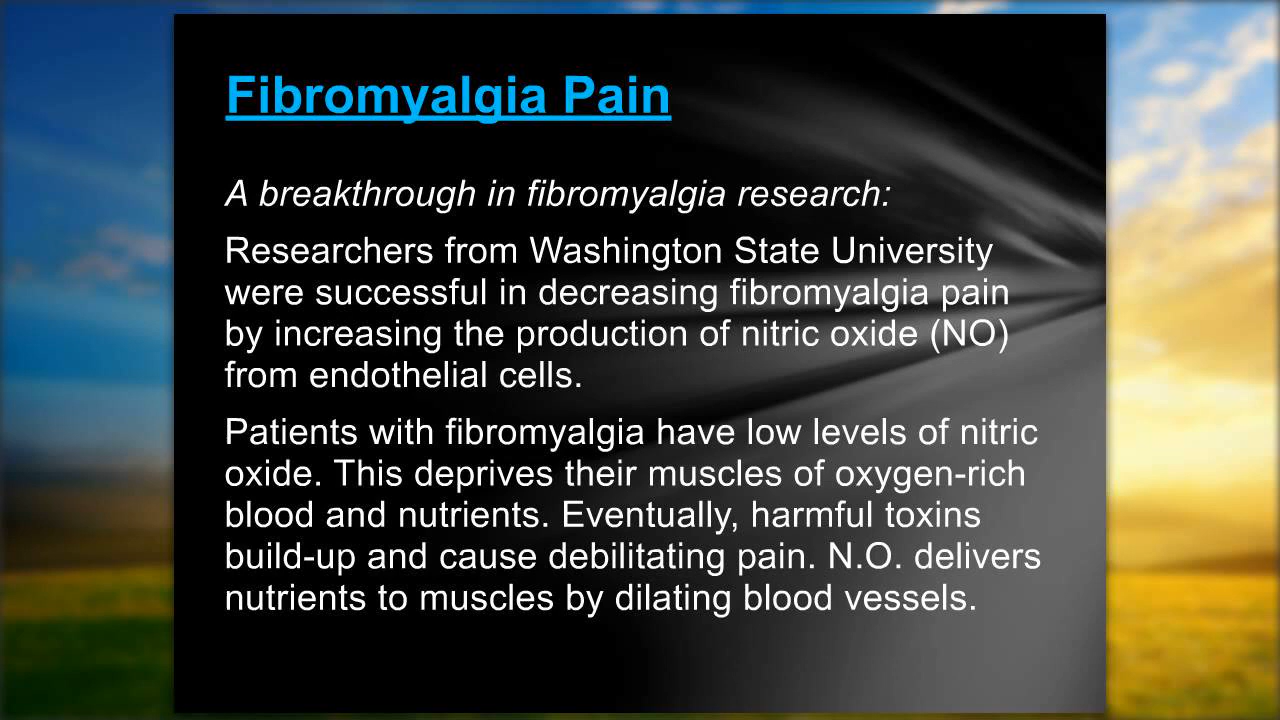 Fibromyalgia Pain
A breakthrough in fibromyalgia research:
Researchers from Washington State University
were successful in decreasing fibromyalgia pain
by increasing the production of nitric oxide (NO)
from endothelial cells.
Patients with fibromyalgia have low levels of nitric
oxide. This deprives their muscles of oxygen-rich
blood and nutrients. Eventually, harmful toxins
build-up and cause debilitating pain. N.O. delivers
nutrients to muscles by dilating blood vessels.